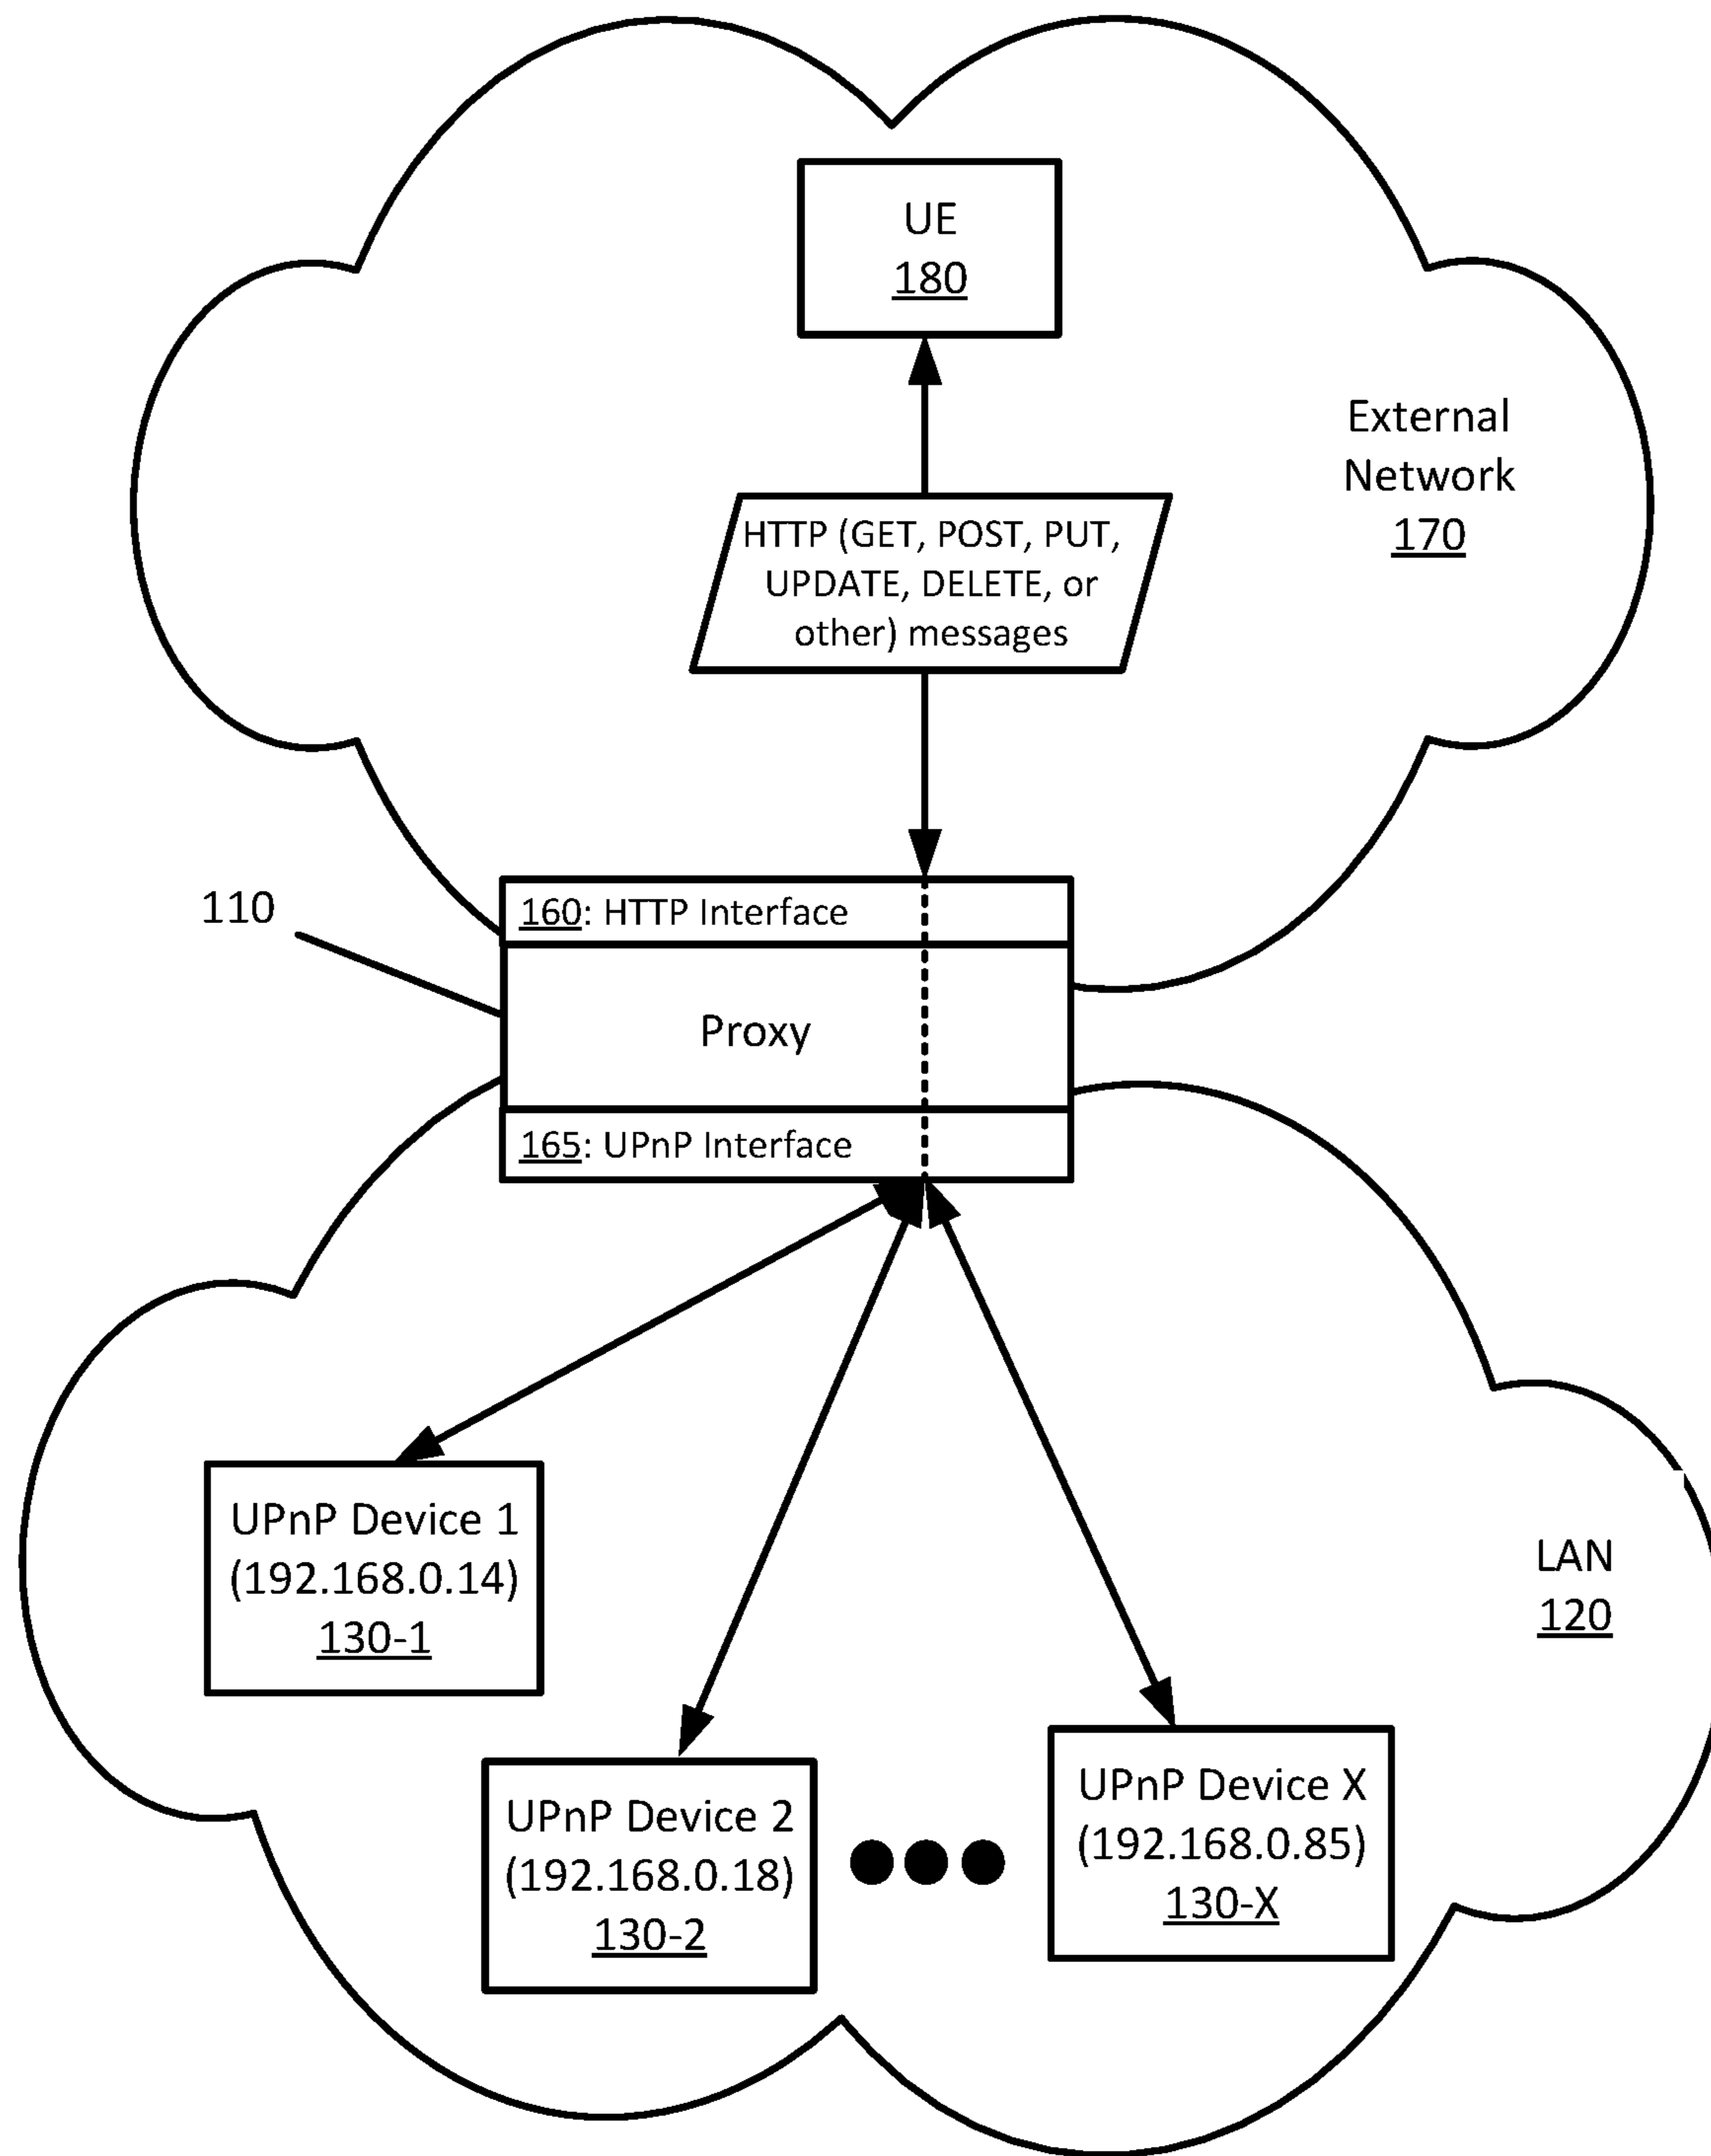 UE
180
External
Network
170
HTTP (GET, POST, PUT,
UPDATE, DELETE, or
other) messages
110
160: HTTP Interface
Proxy
165: UPnP Interface
UPnP Device 1
(192.168.0.14)
130-1
LAN
120
UPnP Device 2
(192.168.0.18)
130-2
UPnP Device X
(192.168.0.85)
130-X